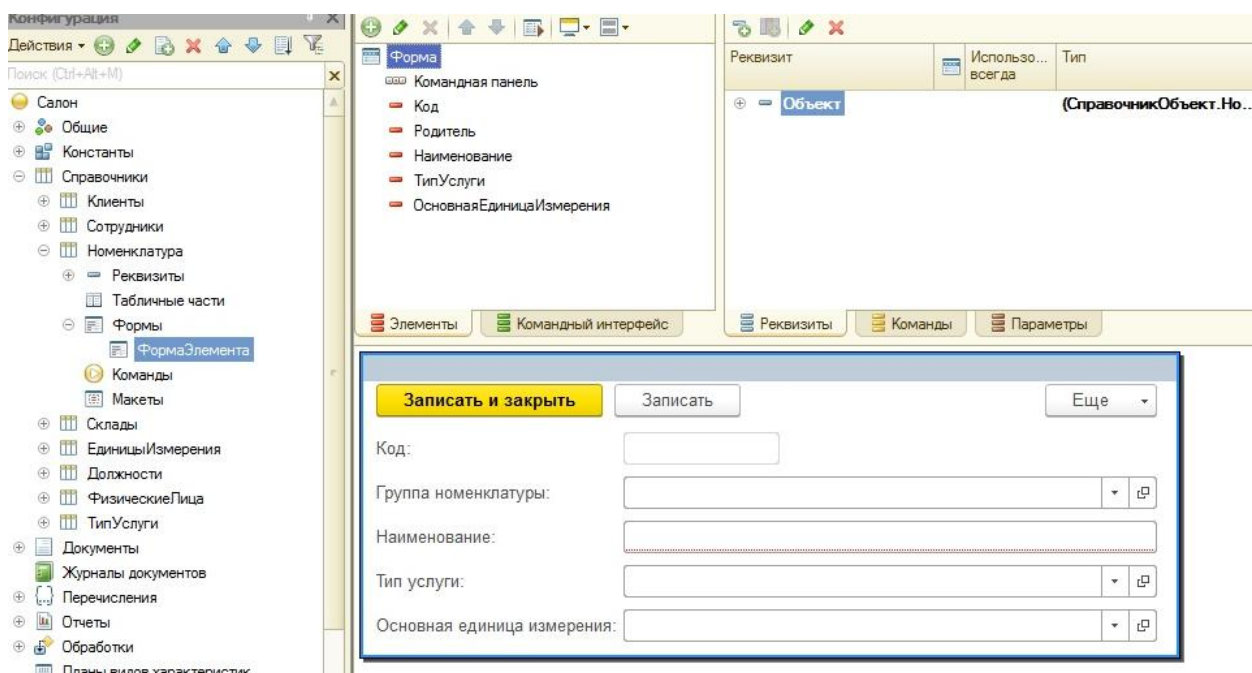 Конфигурация
Действия
Поиск (Ctrl+Alt+M)
Салон
Общие
Константы
Справочники
Клиенты
Сотрудники
Номенклатура
Реквизиты
Табличные части
Формы
ФормаЭлемента
Команды
Макеты
Склады
ЕдиницыИзмерения
Должности
ФизическиеЛица
ТипУслуги
Документы
Журналы документов
Перечисления
Отчеты
Обработки
Планы видов характеристик
Форма
Командная панель
Код
Родитель
Наименование
ТипУслуги
ОсновнаяЕдиницаИзмерения
Элементы Командный интерфейс
Реквизит Использо... Тип
всегда
Объект (СправочникОбъект.Но...
Реквизиты Команды Параметры
Записать и закрыть Записать Еще
Код:
Группа номенклатуры:
Наименование:
Тип услуги:
Основная единица измерения: